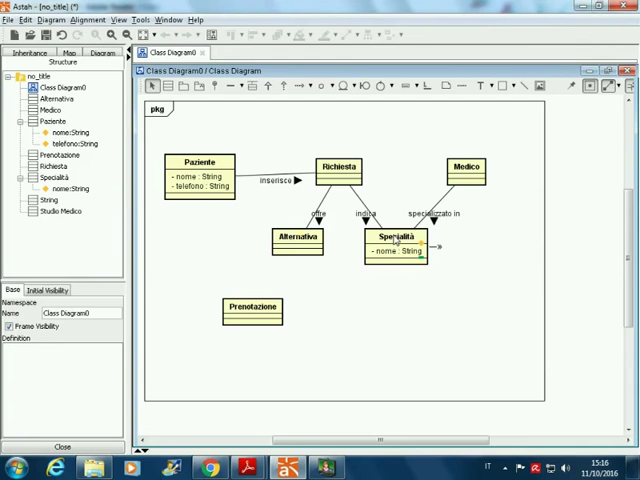 Astah - [no_title] (*)
File Edit Diagram Alignment View Tools Window Help
Inheritance Map Diagram
Structure
no_title
Class Diagram0
Alternativa
Medico
Paziente
nome:String
telefono:String
Prenotazione
Richiesta
Specialità
nome:String
String
Studio Medico
Base Initial Visibility
Namespace
Name Class Diagram0
Frame Visibility
Definition
Close
Class Diagram0
Class Diagram0 / Class Diagram
pkg
Paziente
- nome : String
- telefono : String
inserisce
Richiesta
Medico
offre
indica
specializzato in
Alternativa
Specialità
- nome : String
Prenotazione
IT
15:16
11/10/2016